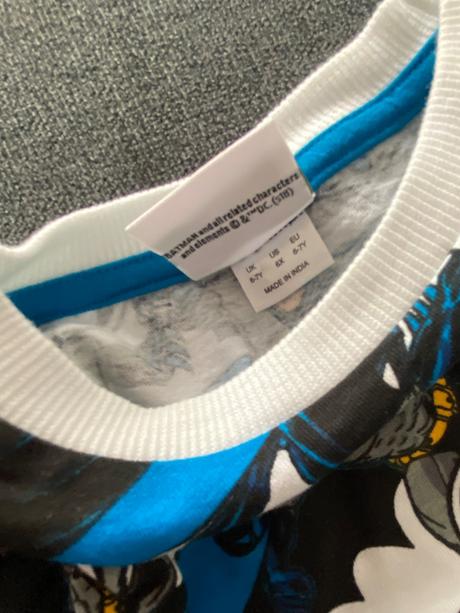 BATMAN and all related characters
and elements © & ™ DC. (s18)
UK US EU
6-7Y 6X 6-7Y
MADE IN INDIA